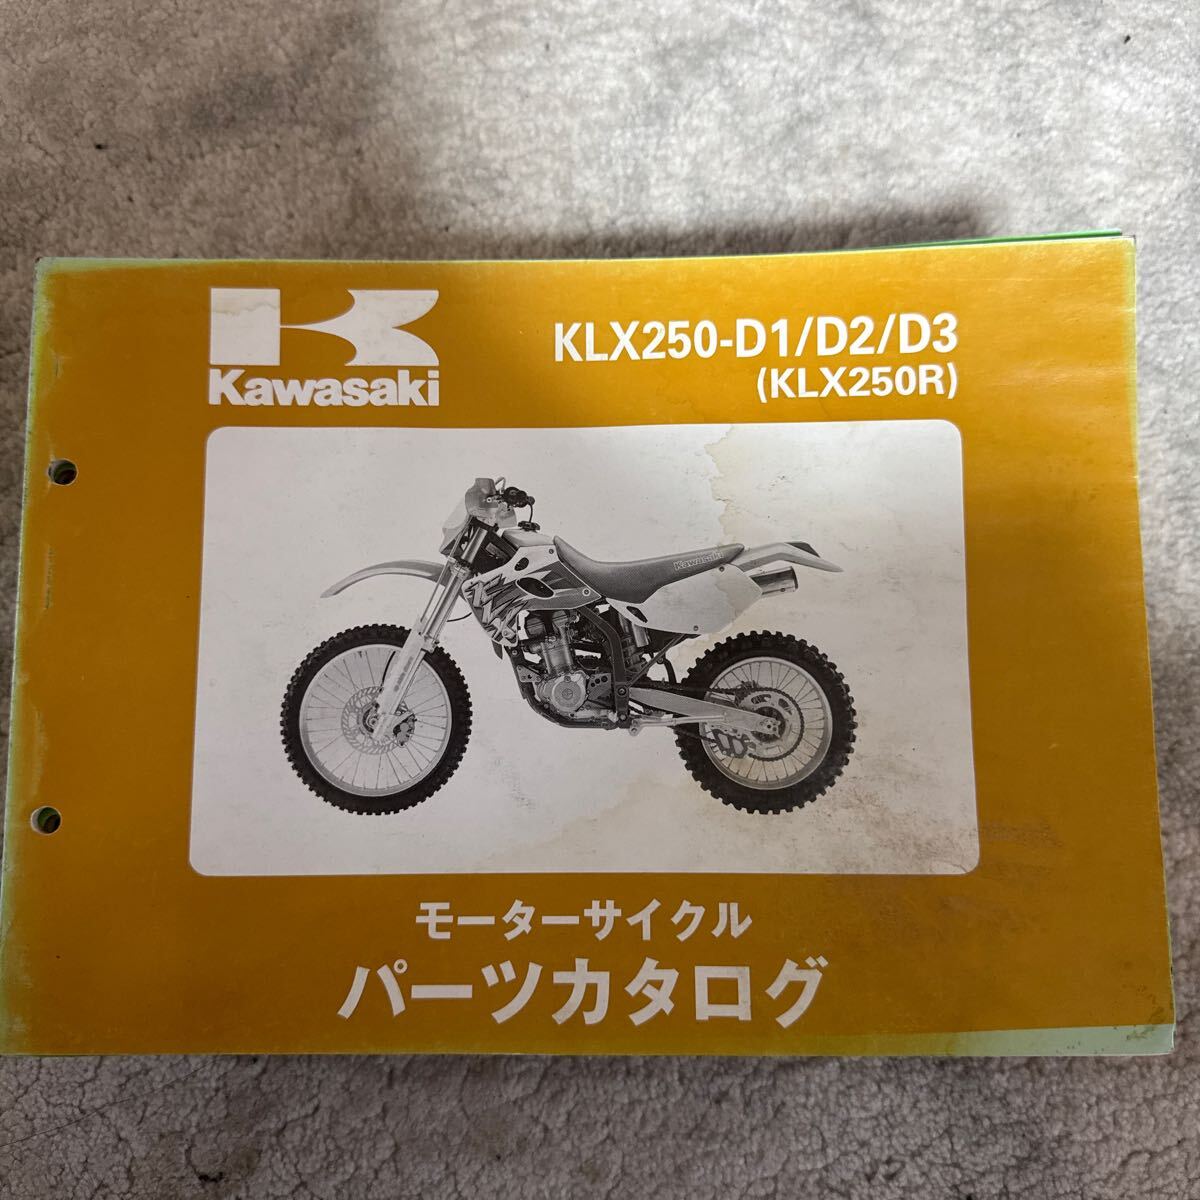 Kawasaki
KLX250-D1/D2/D3
(KLX250R)
Kawasaki
モーターサイクル
パーツカタログ